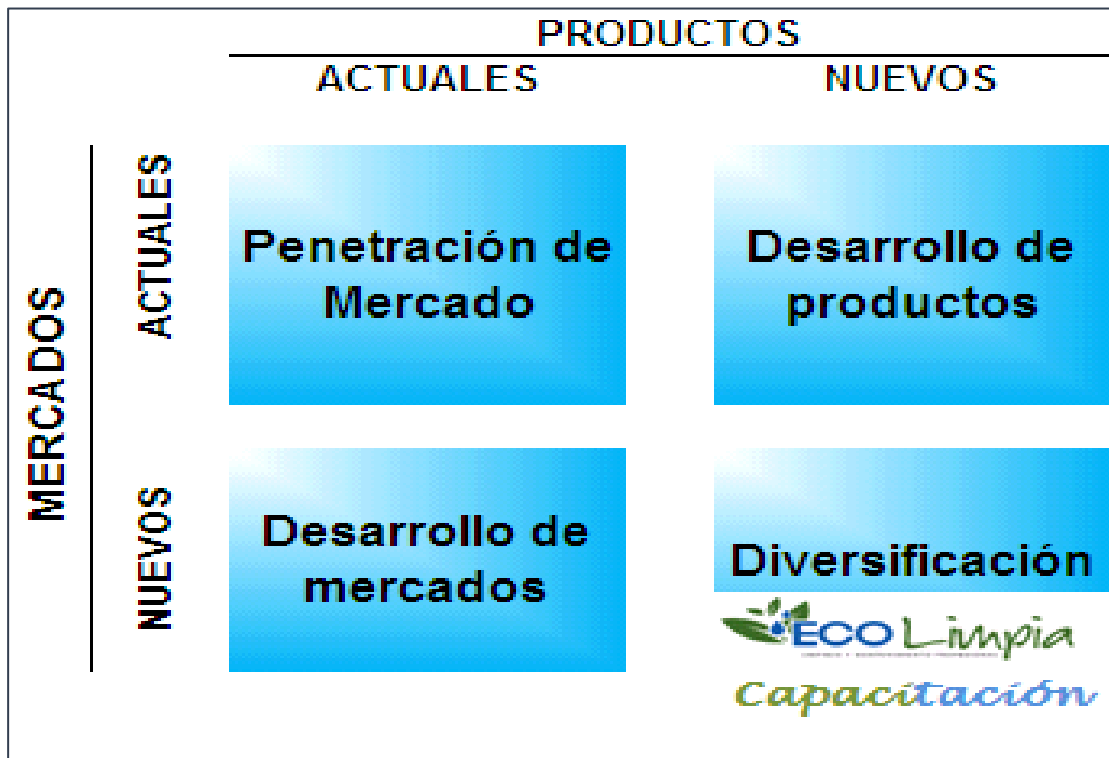 PRODUCTOS
ACTUALES NUEVOS
MERCADOS
ACTUALES
Penetración de
Mercado
Desarrollo de
productos
NUEVOS
Desarrollo de
mercados
Diversificación
ECO Limpia
Capacitación